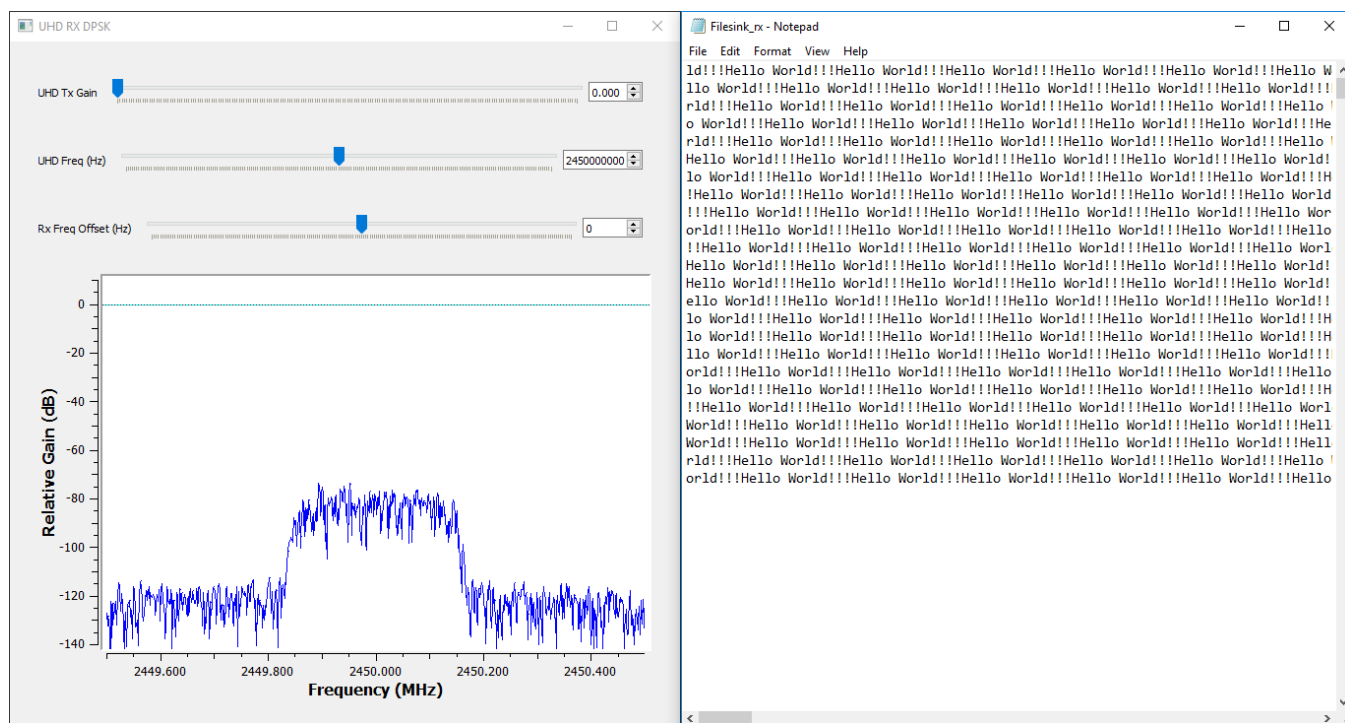 UHD RX DPSK
UHD Tx Gain
0.000
UHD Freq (Hz)
2450000000
Rx Freq Offset (Hz)
0
0
-20
-40
-60
-80
-100
-120
-140
Relative Gain (dB)
2449.600 2449.800 2450.000 2450.200 2450.400
Frequency (MHz)
Filesink_rx - Notepad
File Edit Format View Help
ld!!!Hello World!!!Hello World!!!Hello World!!!Hello World!!!Hello World!!!Hello W
llo World!!!Hello World!!!Hello World!!!Hello World!!!Hello World!!!Hello World!!!
rld!!!Hello World!!!Hello World!!!Hello World!!!Hello World!!!Hello World!!!Hello
o World!!!Hello World!!!Hello World!!!Hello World!!!Hello World!!!Hello World!!!He
rld!!!Hello World!!!Hello World!!!Hello World!!!Hello World!!!Hello World!!!Hello
Hello World!!!Hello World!!!Hello World!!!Hello World!!!Hello World!!!Hello World!
lo World!!!Hello World!!!Hello World!!!Hello World!!!Hello World!!!Hello World!!!H
!Hello World!!!Hello World!!!Hello World!!!Hello World!!!Hello World!!!Hello World
!!!Hello World!!!Hello World!!!Hello World!!!Hello World!!!Hello World!!!Hello Wor
orld!!!Hello World!!!Hello World!!!Hello World!!!Hello World!!!Hello World!!!Hello
!!Hello World!!!Hello World!!!Hello World!!!Hello World!!!Hello World!!!Hello Worl
Hello World!!!Hello World!!!Hello World!!!Hello World!!!Hello World!!!Hello World!
Hello World!!!Hello World!!!Hello World!!!Hello World!!!Hello World!!!Hello World!
ello World!!!Hello World!!!Hello World!!!Hello World!!!Hello World!!!Hello World!!
lo World!!!Hello World!!!Hello World!!!Hello World!!!Hello World!!!Hello World!!!H
lo World!!!Hello World!!!Hello World!!!Hello World!!!Hello World!!!Hello World!!!H
llo World!!!Hello World!!!Hello World!!!Hello World!!!Hello World!!!Hello World!!!
orld!!!Hello World!!!Hello World!!!Hello World!!!Hello World!!!Hello World!!!Hello
lo World!!!Hello World!!!Hello World!!!Hello World!!!Hello World!!!Hello World!!!H
!!Hello World!!!Hello World!!!Hello World!!!Hello World!!!Hello World!!!Hello Worl
World!!!Hello World!!!Hello World!!!Hello World!!!Hello World!!!Hello World!!!Hell
World!!!Hello World!!!Hello World!!!Hello World!!!Hello World!!!Hello World!!!Hell
rld!!!Hello World!!!Hello World!!!Hello World!!!Hello World!!!Hello World!!!Hello
orld!!!Hello World!!!Hello World!!!Hello World!!!Hello World!!!Hello World!!!Hello